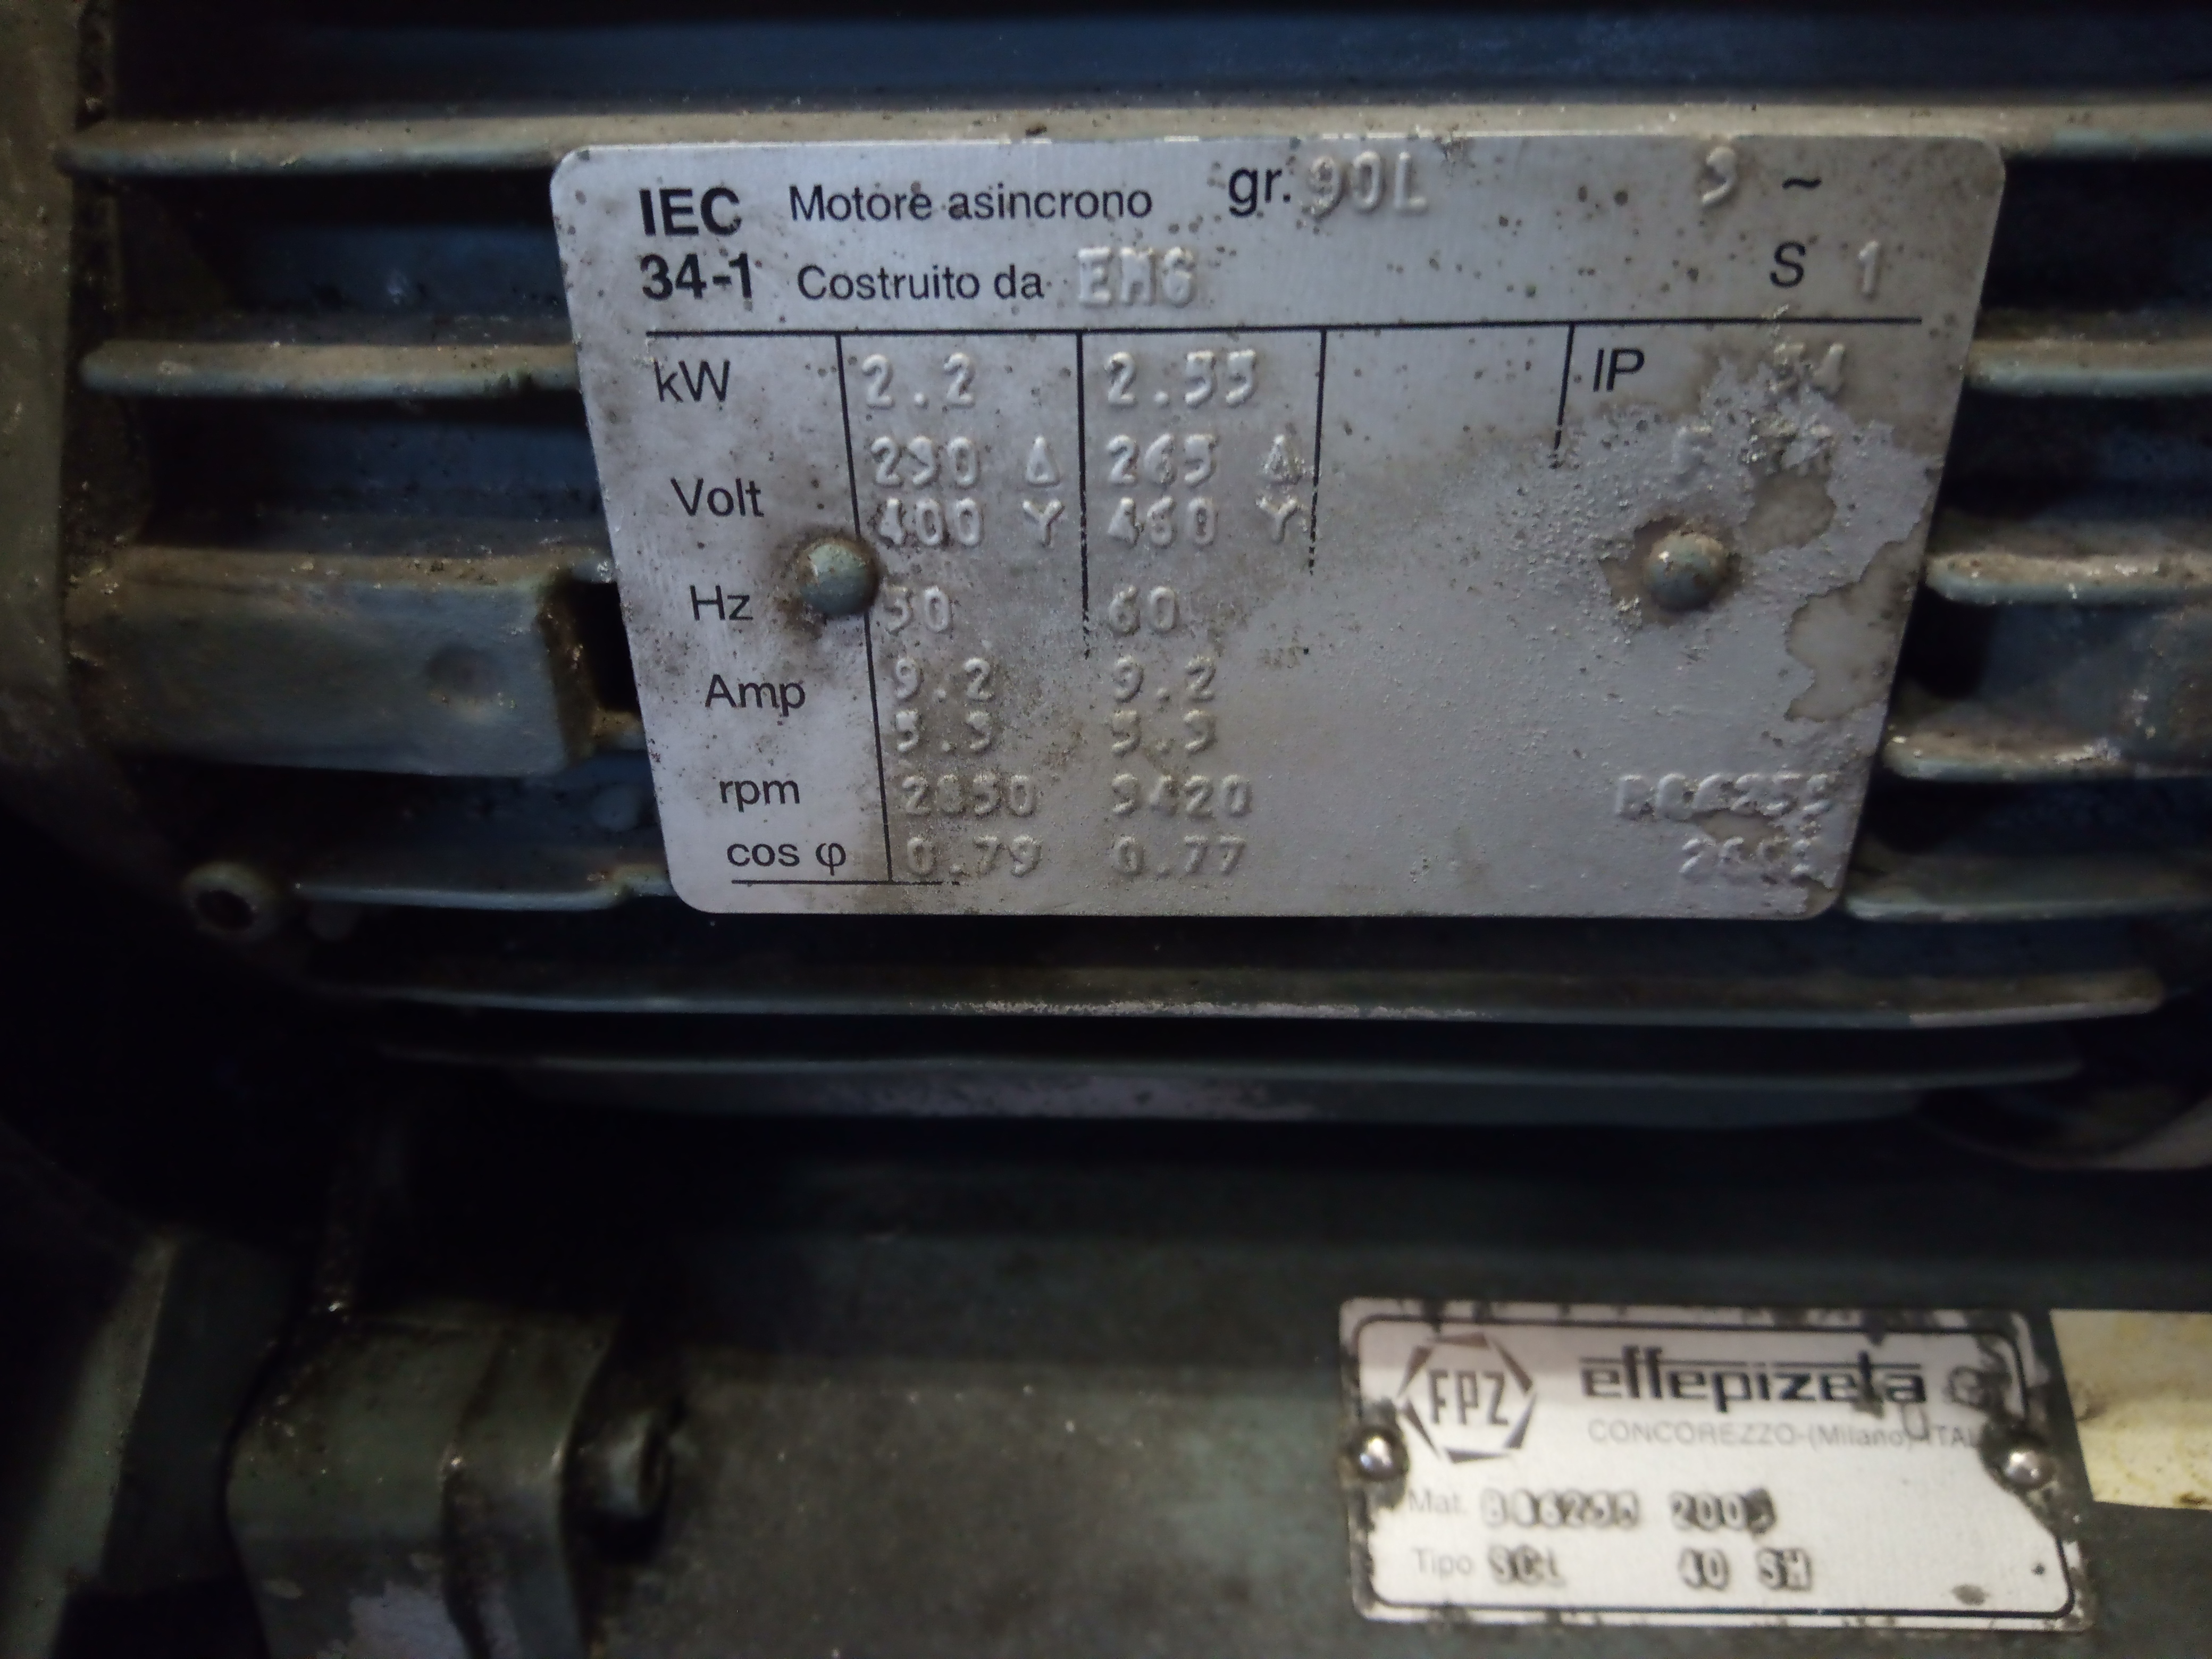 IEC Motore asincrono gr. 90L 3 ~
34-1 Costruito da EMG S 1
kW 2.2 2.55 IP 54
Volt 230 Δ 265 Δ
400 Y 460 Y
Hz 50 60
Amp 9.2 9.2
5.3 5.3
rpm 2850 3420
cos φ 0.79 0.77
FPZ effepizeta
CONCOREZZO-(Milano)
Mat.
Tipo SCL 40 SH